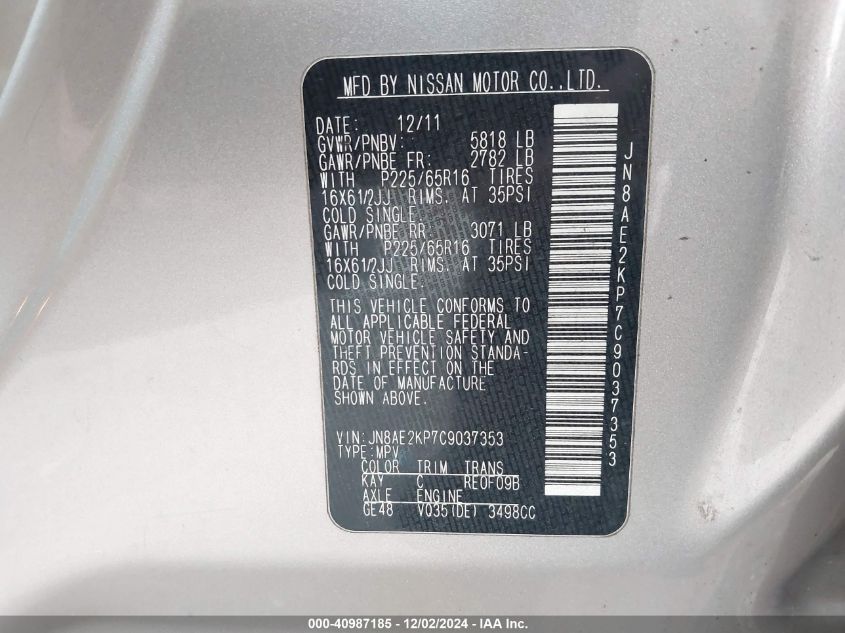 MFD BY NISSAN MOTOR CO.,LTD.
DATE: 12/11
GVWR/PNBV: 5818 LB
GAWR/PNBE FR: 2782 LB
WITH P225/65R16 TIRES
16X61/2JJ RIMS. AT 35PSI
COLD SINGLE.
GAWR/PNBE RR: 3071 LB
WITH P225/65R16 TIRES
16X61/2JJ RIMS. AT 35PSI
COLD SINGLE.
THIS VEHICLE CONFORMS TO
ALL APPLICABLE FEDERAL
MOTOR VEHICLE SAFETY AND
THEFT PREVENTION STANDA-
RDS IN EFFECT ON THE
DATE OF MANUFACTURE
SHOWN ABOVE.
VIN:JN8AE2KP7C9037353
TYPE:MPV
COLOR TRIM TRANS
KAY C RE0F09B
AXLE ENGINE
GE48 VQ35(DE) 3498CC
JN8AE2KP7C9037353
000-40987185 - 12/02/2024 - IAA Inc.